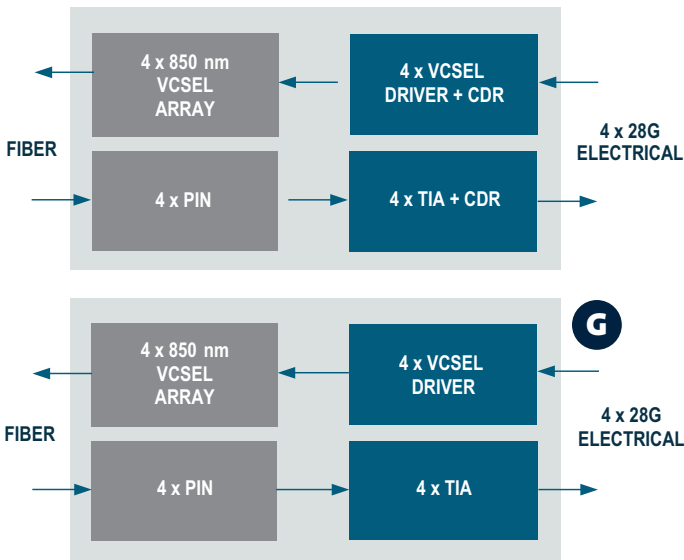 4 x 850 nm
VCSEL
ARRAY
4 x VCSEL
DRIVER + CDR
FIBER
4 x 28G
ELECTRICAL
4 x PIN
4 x TIA + CDR
G
4 x 850 nm
VCSEL
ARRAY
4 x VCSEL
DRIVER
FIBER
4 x 28G
ELECTRICAL
4 x PIN
4 x TIA